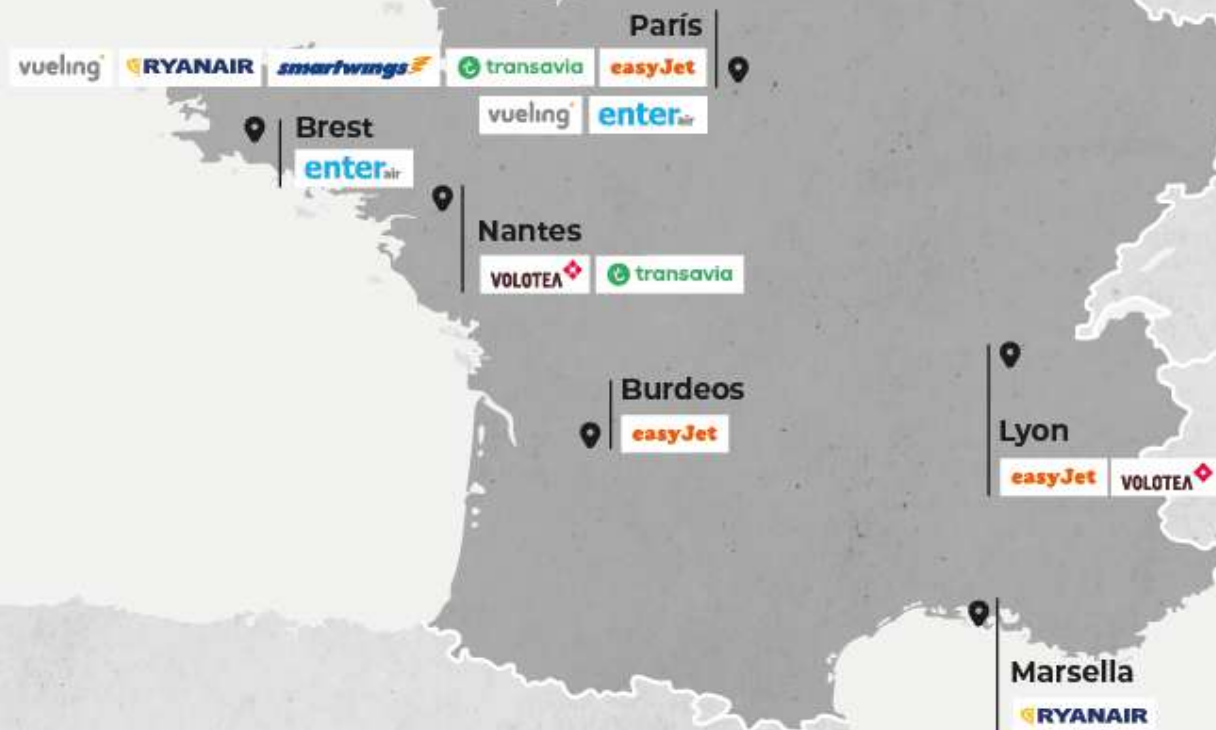 París
vueling RYANAIR smartwings transavia easyJet
vueling enter air
Brest
enter air
Nantes
VOLOTEA transavia
Burdeos
easyJet
Lyon
easyJet VOLOTEA
Marsella
RYANAIR